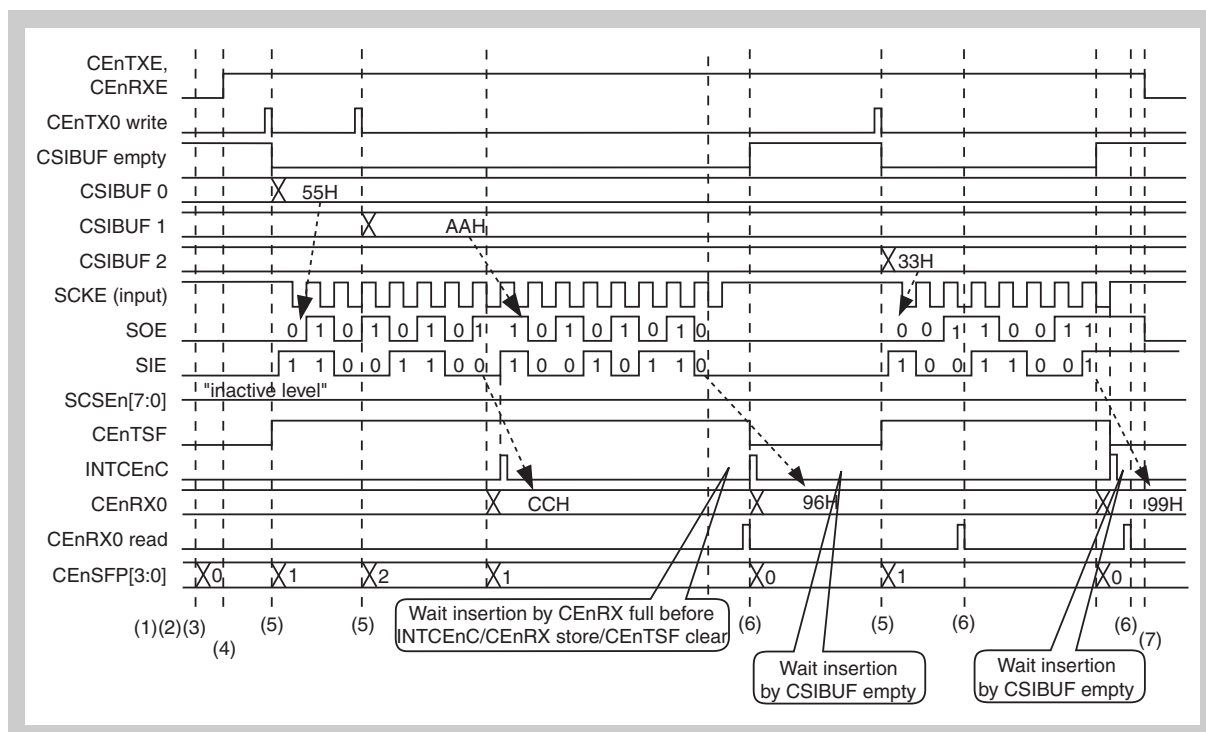 CEnTXE,
CEnRXE
CEnTX0 write
CSIBUF empty
CSIBUF 0 55H
CSIBUF 1 AAH
CSIBUF 2 33H
SCKE (input)
SOE 0 1 0 1 0 1 0 1 1 0 1 0 1 0 1 0 0 0 1 1 0 0 1 1
SIE 1 1 0 0 1 1 0 0 1 0 0 1 0 1 1 0 1 0 0 1 1 0 0 1
"inactive level"
SCSEn[7:0]
CEnTSF
INTCEnC
CEnRX0 CCH 96H 99H
CEnRX0 read
CEnSFP[3:0] 0 1 2 1 0 1 0
Wait insertion by CEnRX full before
INTCEnC/CEnRX store/CEnTSF clear
(1)(2)(3) (5) (5) (6) (5) (6) (6)
(4) (7)
Wait insertion
by CSIBUF empty
Wait insertion
by CSIBUF empty